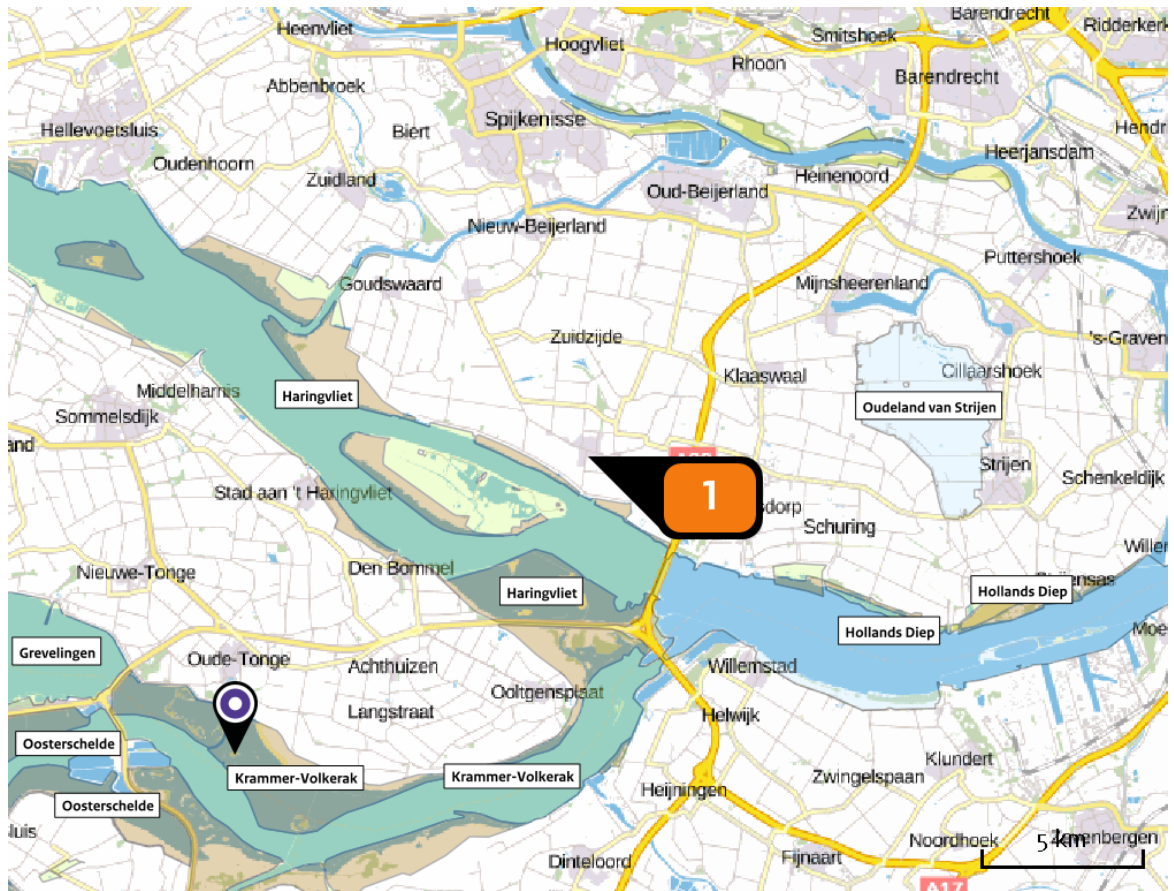 Barendrecht
Heenvliet
Ridderkerk
Smitshoek
Hoogvliet
Rhoon
Barendrecht
Abbenbroek
Spijkenisse
Hellevoetsluis
Biert
Heerjansdam
Oudenhoorn
Zuidland
Heinenoord
Oud-Beijerland
Nieuw-Beijerland
Puttershoek
Goudswaard
Mijnsheerenland
Zuidzijde
's-Graven
Middelharnis
Klaaswaal
Cillaarshoek
Haringvliet
Oudeland van Strijen
Sommelsdijk
Strijen
Schenkeldijk
Stad aan 't Haringvliet
1
sdorp
Schuring
Den Bommel
Nieuwe-Tonge
Haringvliet
Hollands Diep
Hollands Diep
Grevelingen
Oude-Tonge
Achthuizen
Willemstad
Ooltgensplaat
Langstraat
Helwijk
Oosterschelde
Krammer-Volkerak
Krammer-Volkerak
Klundert
Zwingelspaan
Heijningen
Oosterschelde
Noordhoek
5 km
Dinteloord
Fijnaart
A17